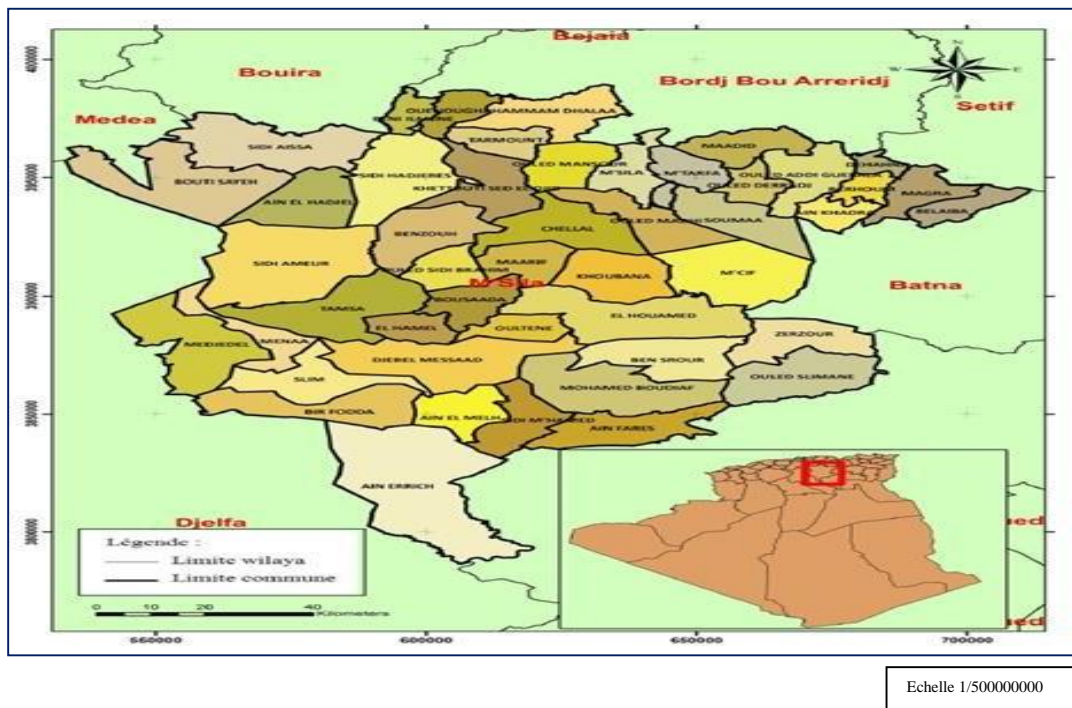 Bejaia
Bouira
Bordj Bou Arreridj
Setif
Medea
N
W
E
S
HAMMAM DHALAA
TARMOUNT
SIDI AISSA
MAADID
OULED MANSOUR
M'SILA
M'TARFA
BOUTI SAYEH
SIDI HADJERES
OULED ADDI GUEBALA
OULED DERRADJ
BERHOUM
MAGRA
AIN EL HADJEL
BELAIBA
AIN KHADRA
SOUMAA
BENZOUH
CHELLAL
SIDI AMEUR
OULED SIDI BRAHIM
MAARIF
KHOUBANA
M'CIF
M'Sila
Batna
BOUSAADA
TAMSA
EL HOUAMED
EL HAMEL
OULTENE
ZERZOUR
MEDJEDEL
MENAA
DJEBEL MESSAAD
BEN SROUR
SLIM
MOHAMED BOUDIAF
OULED SLIMANE
BIR FODDA
AIN EL MELH
AIN FARES
AIN ERRICH
Djelfa
Légende :
Limite wilaya
Limite commune
0 10 20 40
Kilometers
550000 600000 650000 700000
Echelle 1/500000000